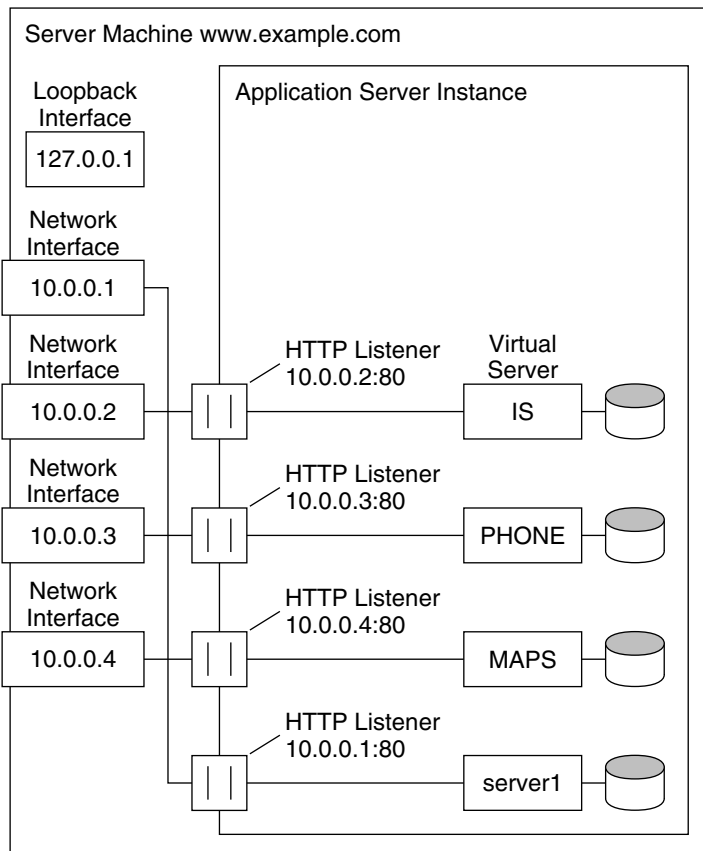 Server Machine www.example.com
Loopback
Interface
127.0.0.1
Application Server Instance
Network
Interface
10.0.0.1
Network
Interface
10.0.0.2
HTTP Listener
10.0.0.2:80
Virtual
Server
IS
Network
Interface
10.0.0.3
HTTP Listener
10.0.0.3:80
PHONE
Network
Interface
10.0.0.4
HTTP Listener
10.0.0.4:80
MAPS
HTTP Listener
10.0.0.1:80
server1